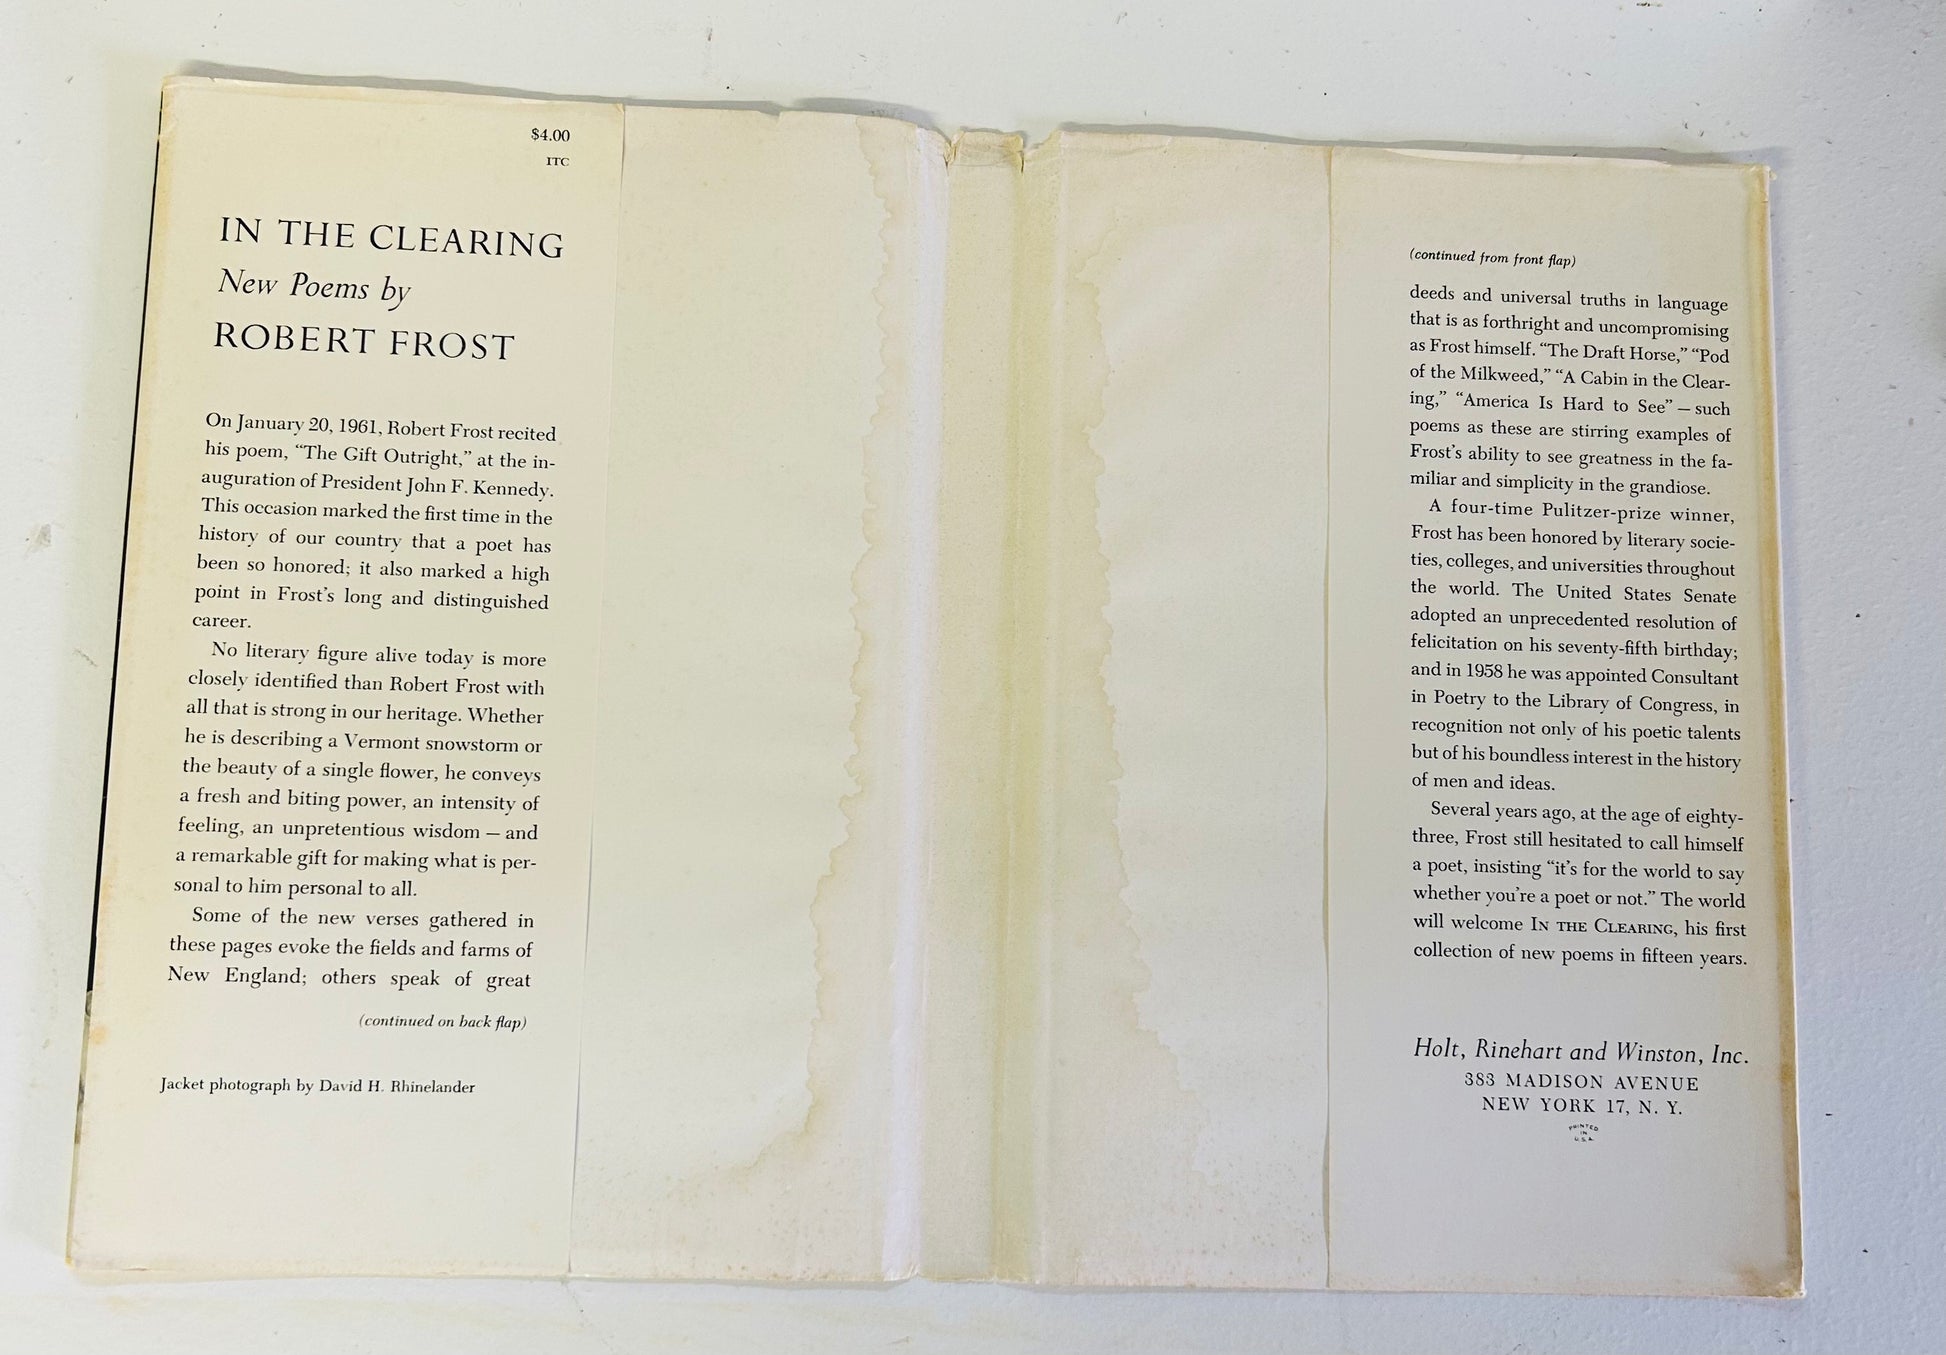 $4.00
ITC
IN THE CLEARING
New Poems by
ROBERT FROST
On January 20, 1961, Robert Frost recited
his poem, “The Gift Outright,” at the in-
auguration of President John F. Kennedy.
This occasion marked the first time in the
history of our country that a poet has
been so honored; it also marked a high
point in Frost’s long and distinguished
career.
No literary figure alive today is more
closely identified than Robert Frost with
all that is strong in our heritage. Whether
he is describing a Vermont snowstorm or
the beauty of a single flower, he conveys
a fresh and biting power, an intensity of
feeling, an unpretentious wisdom — and
a remarkable gift for making what is per-
sonal to him personal to all.
Some of the new verses gathered in
these pages evoke the fields and farms of
New England; others speak of great
(continued on back flap)
Jacket photograph by David H. Rhinelander
(continued from front flap)
deeds and universal truths in language
that is as forthright and uncompromising
as Frost himself. “The Draft Horse,” “Pod
of the Milkweed,” “A Cabin in the Clear-
ing,” “America Is Hard to See” — such
poems as these are stirring examples of
Frost’s ability to see greatness in the fa-
miliar and simplicity in the grandiose.
A four-time Pulitzer-prize winner,
Frost has been honored by literary socie-
ties, colleges, and universities throughout
the world. The United States Senate
adopted an unprecedented resolution of
felicitation on his seventy-fifth birthday;
and in 1958 he was appointed Consultant
in Poetry to the Library of Congress, in
recognition not only of his poetic talents
but of his boundless interest in the history
of men and ideas.
Several years ago, at the age of eighty-
three, Frost still hesitated to call himself
a poet, insisting “it’s for the world to say
whether you’re a poet or not.” The world
will welcome IN THE CLEARING, his first
collection of new poems in fifteen years.
Holt, Rinehart and Winston, Inc.
383 MADISON AVENUE
NEW YORK 17, N. Y.
PRINTED
IN
U.S.A.